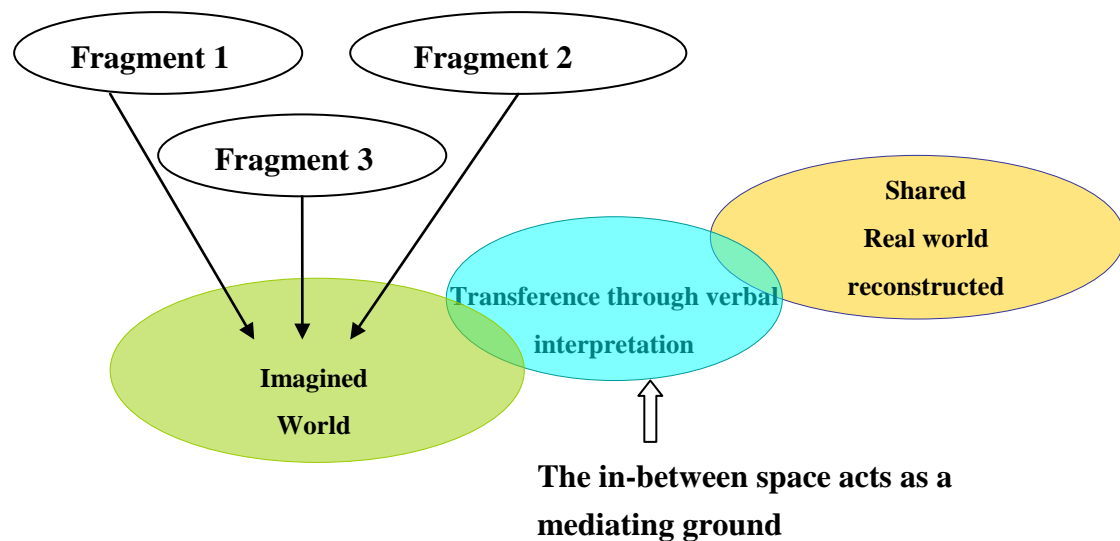 Fragment 1
Fragment 2
Fragment 3
Shared
Real world
reconstructed
Transference through verbal
interpretation
Imagined
World
The in-between space acts as a
mediating ground